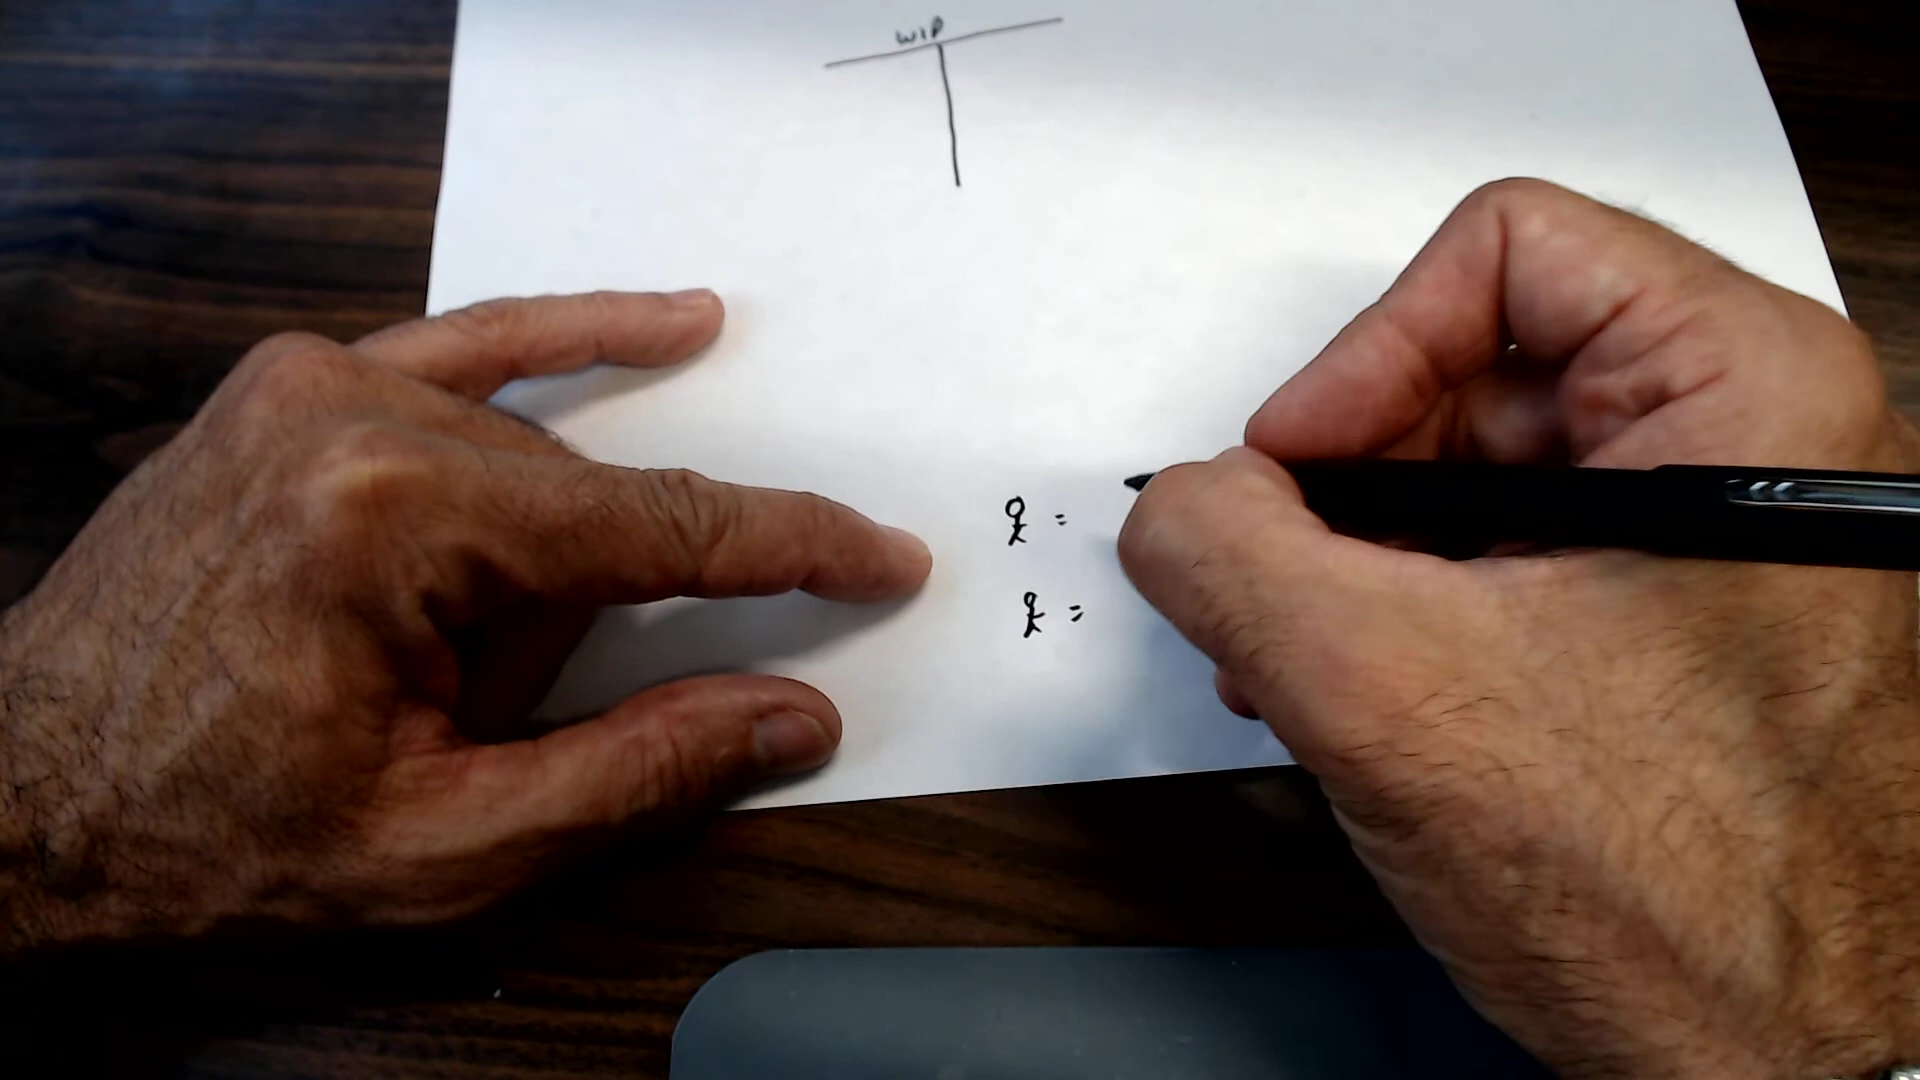 WIP
=
=